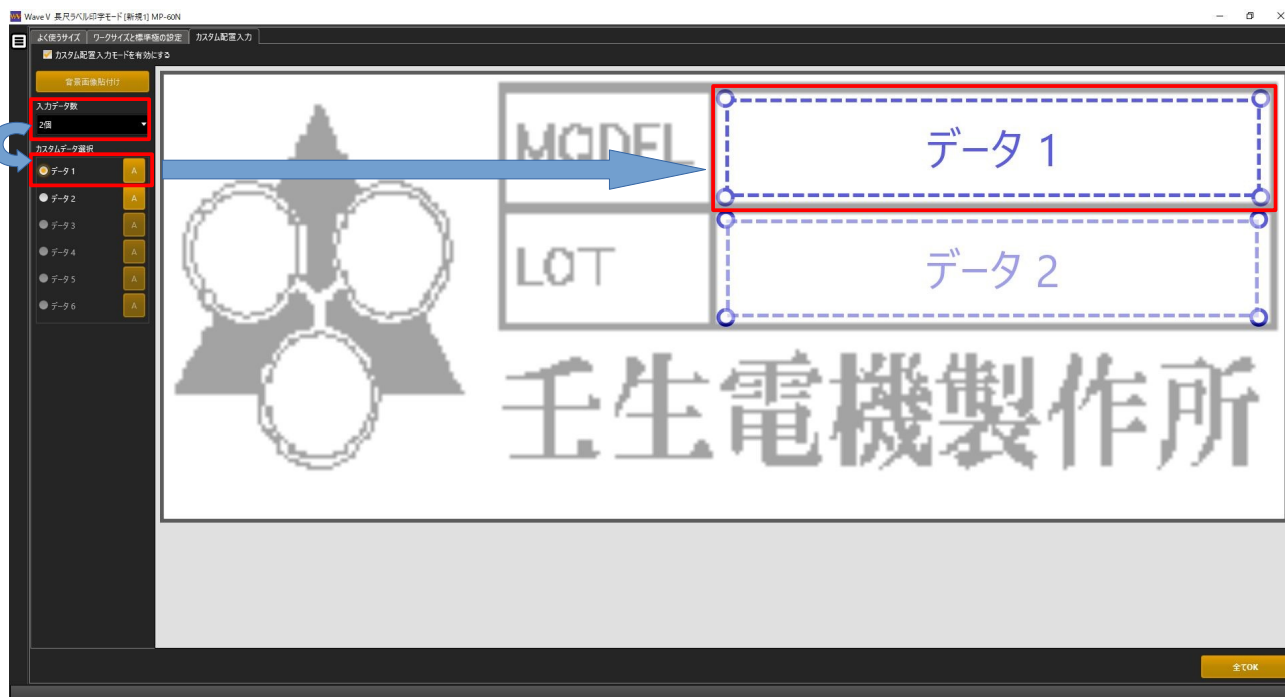 Wave V 長尺ラベル印字モード [新規1] MP-60N
よく使うサイズ ワークサイズと標準極の設定 カスタム配置入力
カスタム配置入力モードを有効にする
背景画像貼付け
入力データ数
2個
カスタムデータ選択
データ1 A
データ2 A
データ3 A
データ4 A
データ5 A
データ6 A
MODEL データ 1
LOT データ 2
壬生電機製作所
全てOK